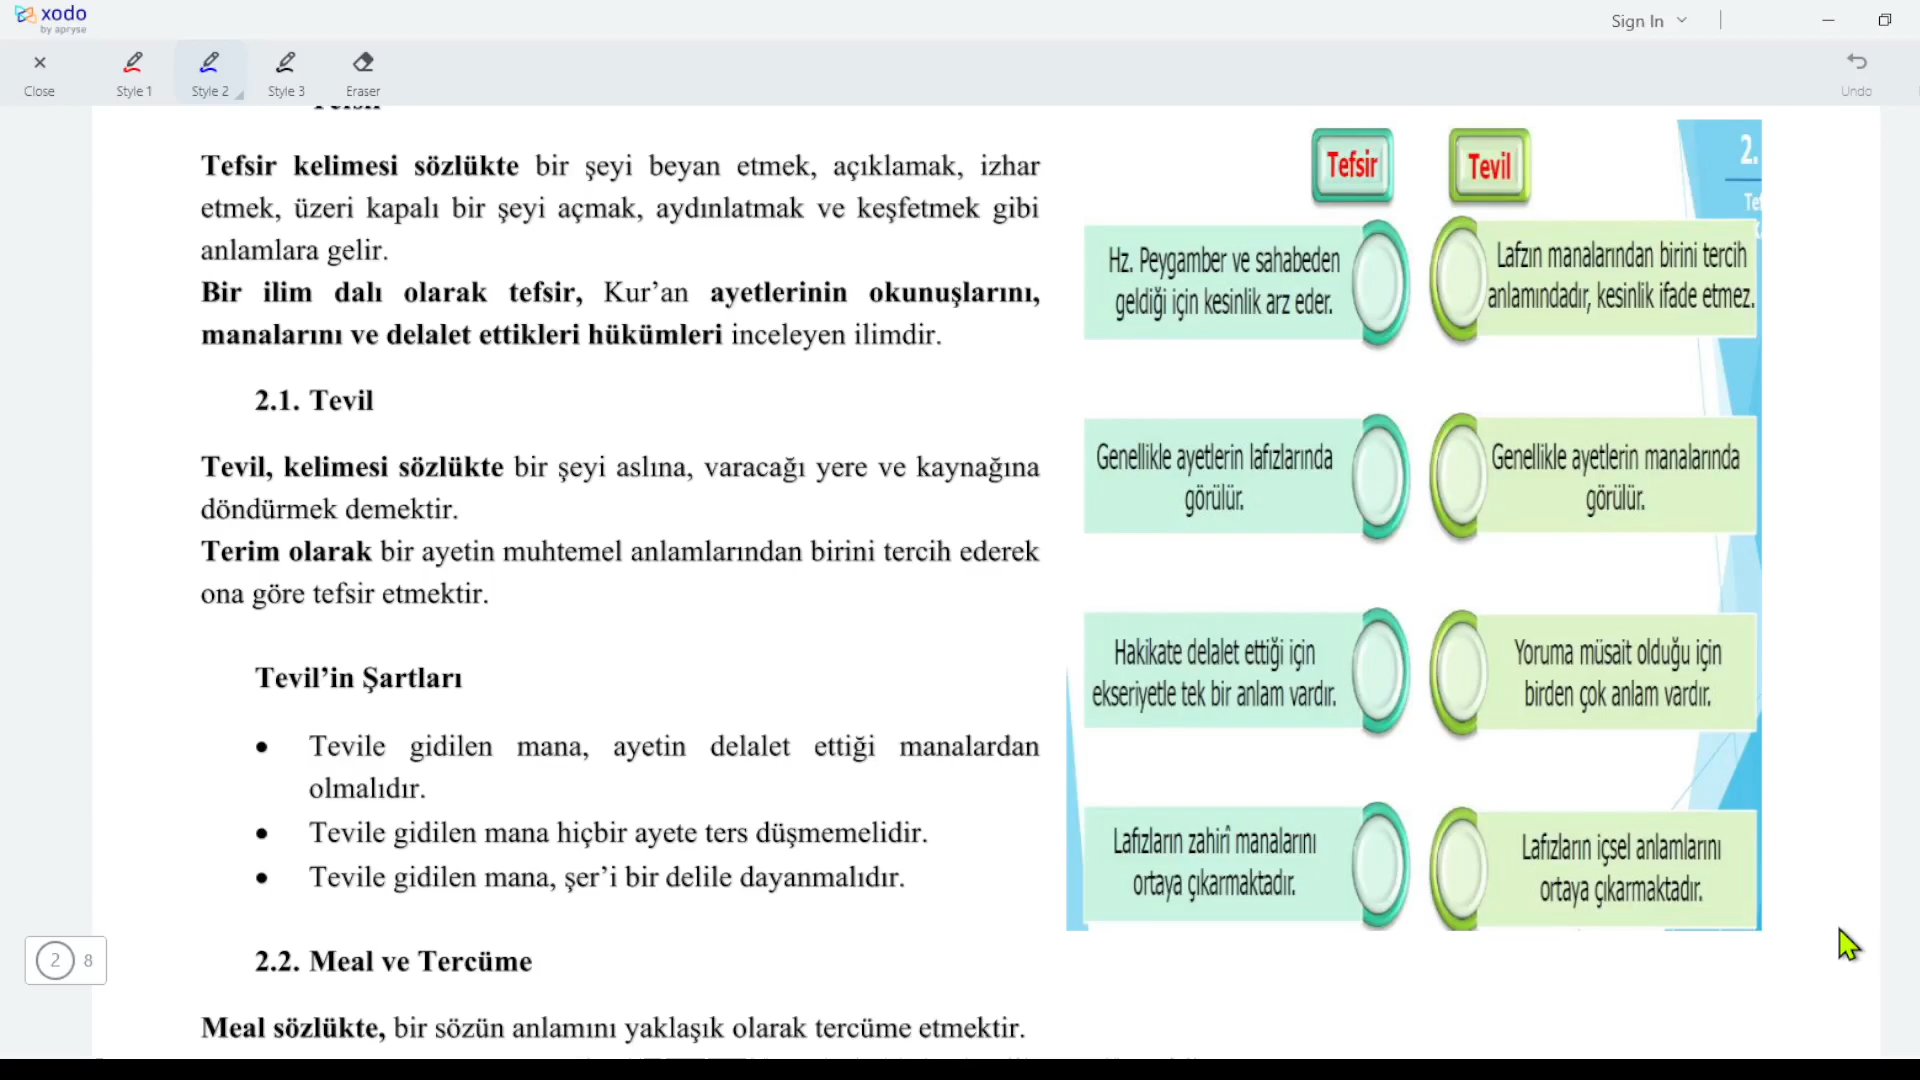 xodo
by apryse
Sign In
Close
Style 1
Style 2
Style 3
Eraser
Undo
Tefsir kelimesi sözlükte bir şeyi beyan etmek, açıklamak, izhar
etmek, üzeri kapalı bir şeyi açmak, aydınlatmak ve keşfetmek gibi
anlamlara gelir.
Bir ilim dalı olarak tefsir, Kur’an ayetlerinin okunuşlarını,
manalarını ve delalet ettikleri hükümleri inceleyen ilimdir.
2.1. Tevil
Tevil, kelimesi sözlükte bir şeyi aslına, varacağı yere ve kaynağına
döndürmek demektir.
Terim olarak bir ayetin muhtemel anlamlarından birini tercih ederek
ona göre tefsir etmektir.
Tevil’in Şartları
• Tevile gidilen mana, ayetin delalet ettiği manalardan
olmalıdır.
• Tevile gidilen mana hiçbir ayete ters düşmemelidir.
• Tevile gidilen mana, şer’i bir delile dayanmalıdır.
2.2. Meal ve Tercüme
Meal sözlükte, bir sözün anlamını yaklaşık olarak tercüme etmektir.
2 8
Tefsir
Tevil
2.
Hz. Peygamber ve sahabeden
geldiği için kesinlik arz eder.
Lafzın manalarından birini tercih
anlamındadır, kesinlik ifade etmez.
Genellikle ayetlerin lafızlarında
görülür.
Genellikle ayetlerin manalarında
görülür.
Hakikate delalet ettiği için
ekseriyetle tek bir anlam vardır.
Yoruma müsait olduğu için
birden çok anlam vardır.
Lafızların zahirî manalarını
ortaya çıkarmaktadır.
Lafızların içsel anlamlarını
ortaya çıkarmaktadır.